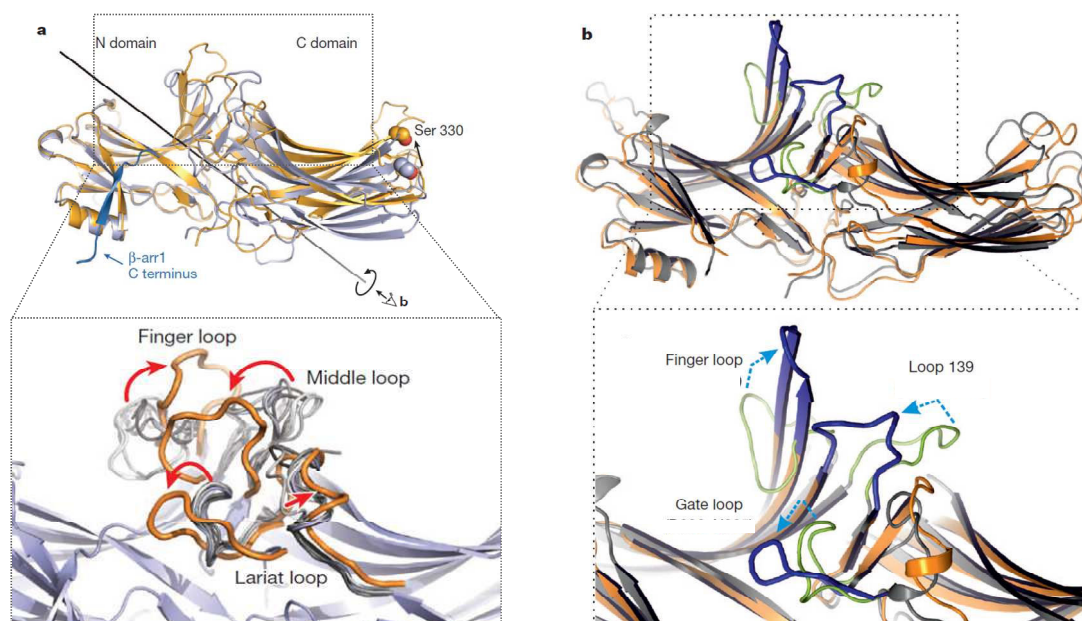 a
N domain
C domain
Ser 330
β-arr1
C terminus
b
Finger loop
Middle loop
Lariat loop
b
Finger loop
Loop 139
Gate loop